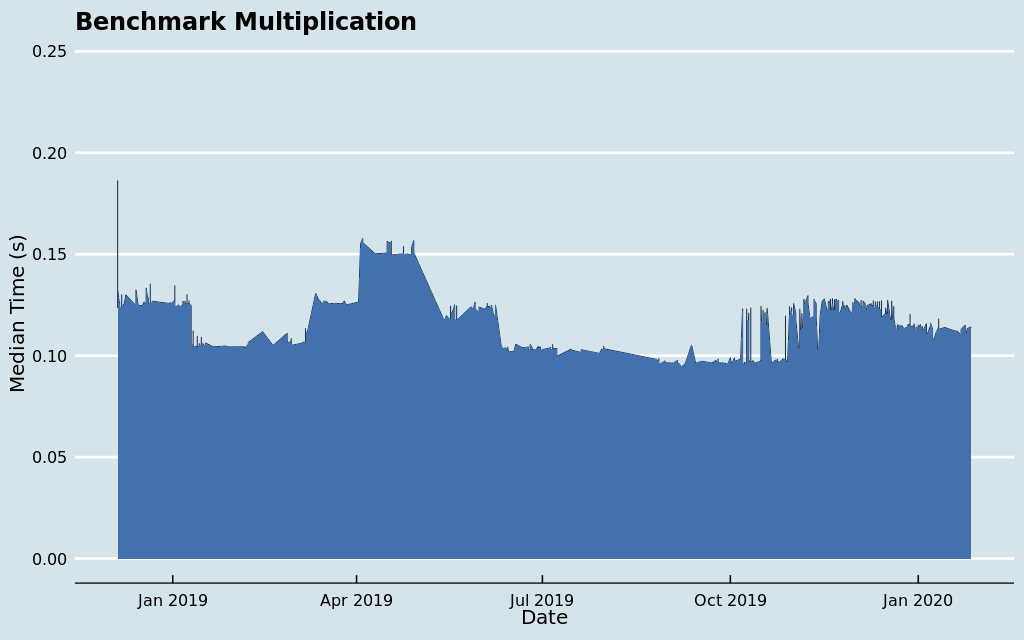 Benchmark Multiplication
0.25
0.20
0.15
0.10
0.05
0.00
Median Time (s)
Jan 2019
Apr 2019
Jul 2019
Oct 2019
Jan 2020
Date